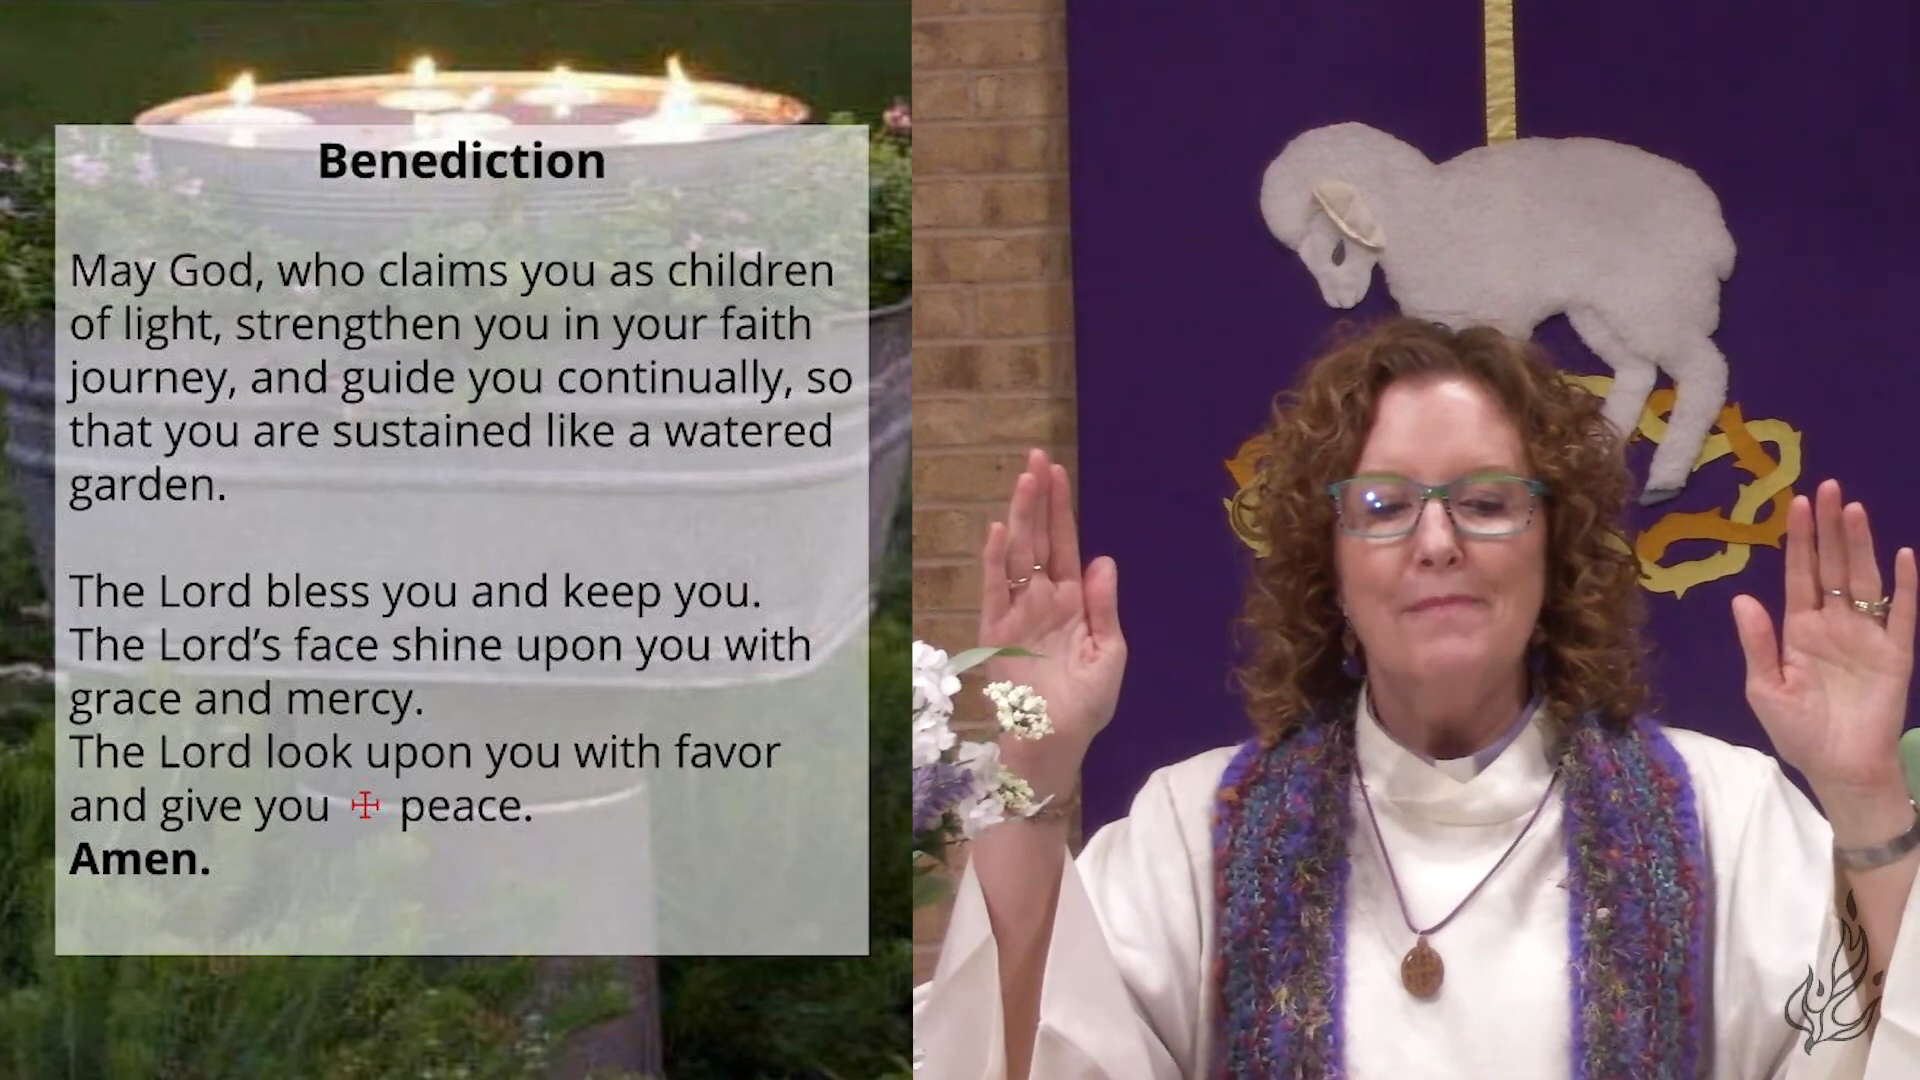 Benediction
May God, who claims you as children
of light, strengthen you in your faith
journey, and guide you continually, so
that you are sustained like a watered
garden.
The Lord bless you and keep you.
The Lord’s face shine upon you with
grace and mercy.
The Lord look upon you with favor
and give you ☩ peace.
Amen.